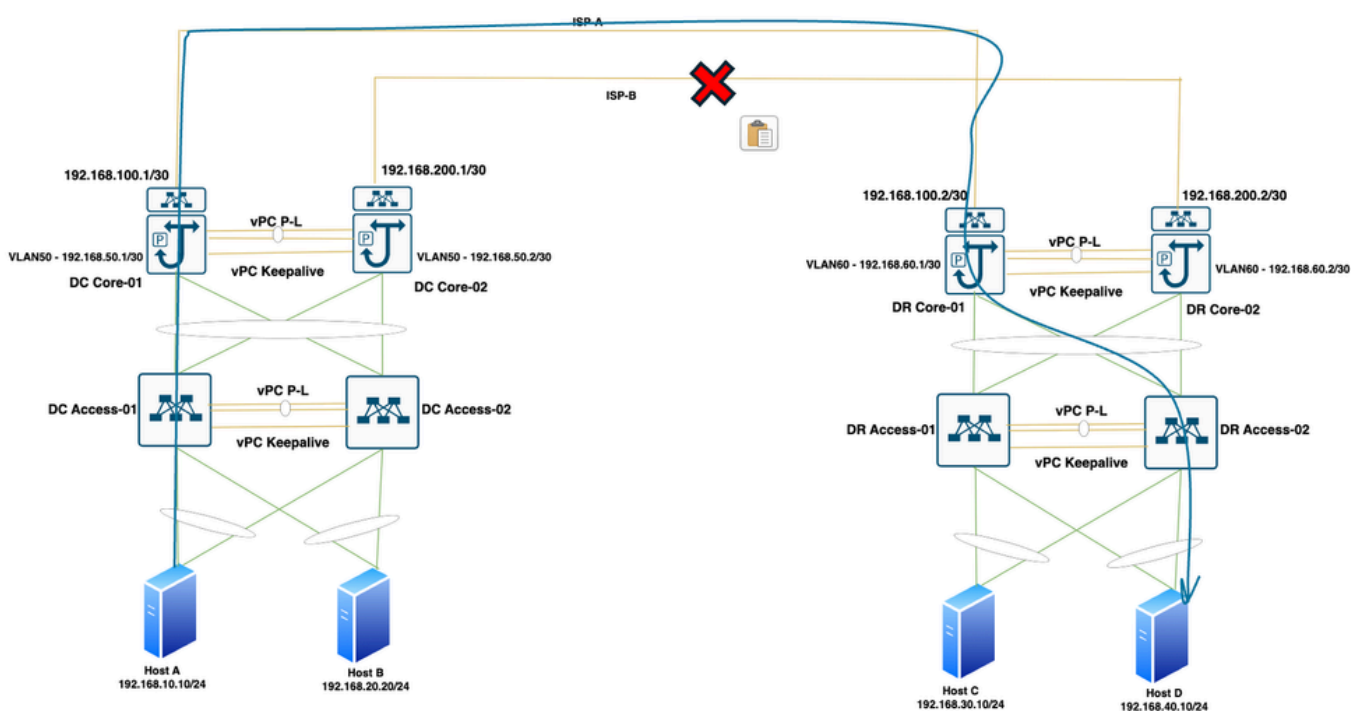 ISP-A
ISP-B
192.168.100.1/30
192.168.200.1/30
192.168.100.2/30
192.168.200.2/30
vPC P-L
P
P
VLAN50 - 192.168.50.1/30
VLAN50 - 192.168.50.2/30
vPC Keepalive
DC Core-01
DC Core-02
vPC P-L
P
P
VLAN60 - 192.168.60.1/30
VLAN60 - 192.168.60.2/30
vPC Keepalive
DR Core-01
DR Core-02
vPC P-L
DC Access-01
DC Access-02
vPC Keepalive
vPC P-L
DR Access-01
DR Access-02
vPC Keepalive
Host A
192.168.10.10/24
Host B
192.168.20.20/24
Host C
192.168.30.10/24
Host D
192.168.40.10/24